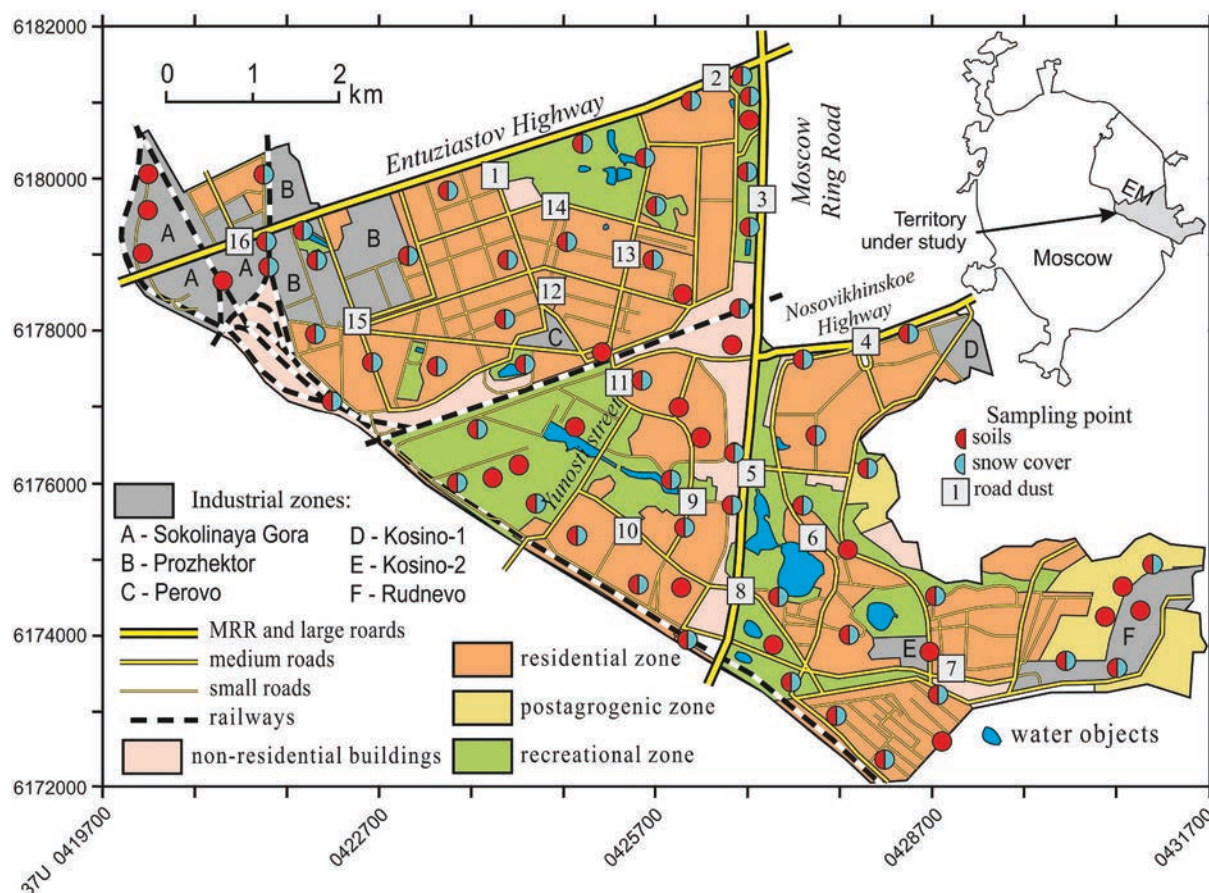 6182000
6180000
6178000
6176000
6174000
6172000
0 1 2
km
Entuziastov Highway
Moscow
Ring Road
Nosovikhinskoe
Highway
Yunosti street
EM
Territory
under study
Moscow
A
A
A
A
B
B
B
B
C
D
E
F
1
2
3
4
5
6
7
8
9
10
11
12
13
14
15
16
Sampling point
soils
snow cover
1 road dust
Industrial zones:
A - Sokolinaya Gora
B - Prozhektor
C - Perovo
D - Kosino-1
E - Kosino-2
F - Rudnevo
MRR and large roards
medium roads
small roads
railways
non-residential buildings
residential zone
postagrogenic zone
recreational zone
water objects
37U 0419700
0422700
0425700
0428700
0431700